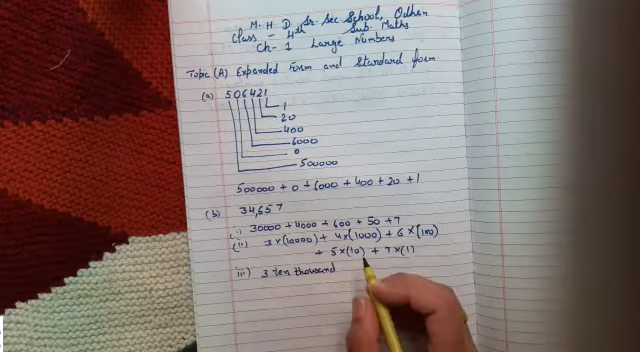 M. H. D. Sr. Sec School, Odhan
Class - 4th Sub- Maths
Ch- 1 Large Numbers
Topic (A) Expanded Form and Standard form
(a) 506421
1
20
400
6000
0
500000
500000 + 0 + 6000 + 400 + 20 + 1
(b) 34,657
(i) 30000 + 4000 + 600 + 50 + 7
(ii) 3×(10000) + 4×(1000) + 6×(100)
+ 5×(10) + 7×(1)
iii) 3 ten thousand